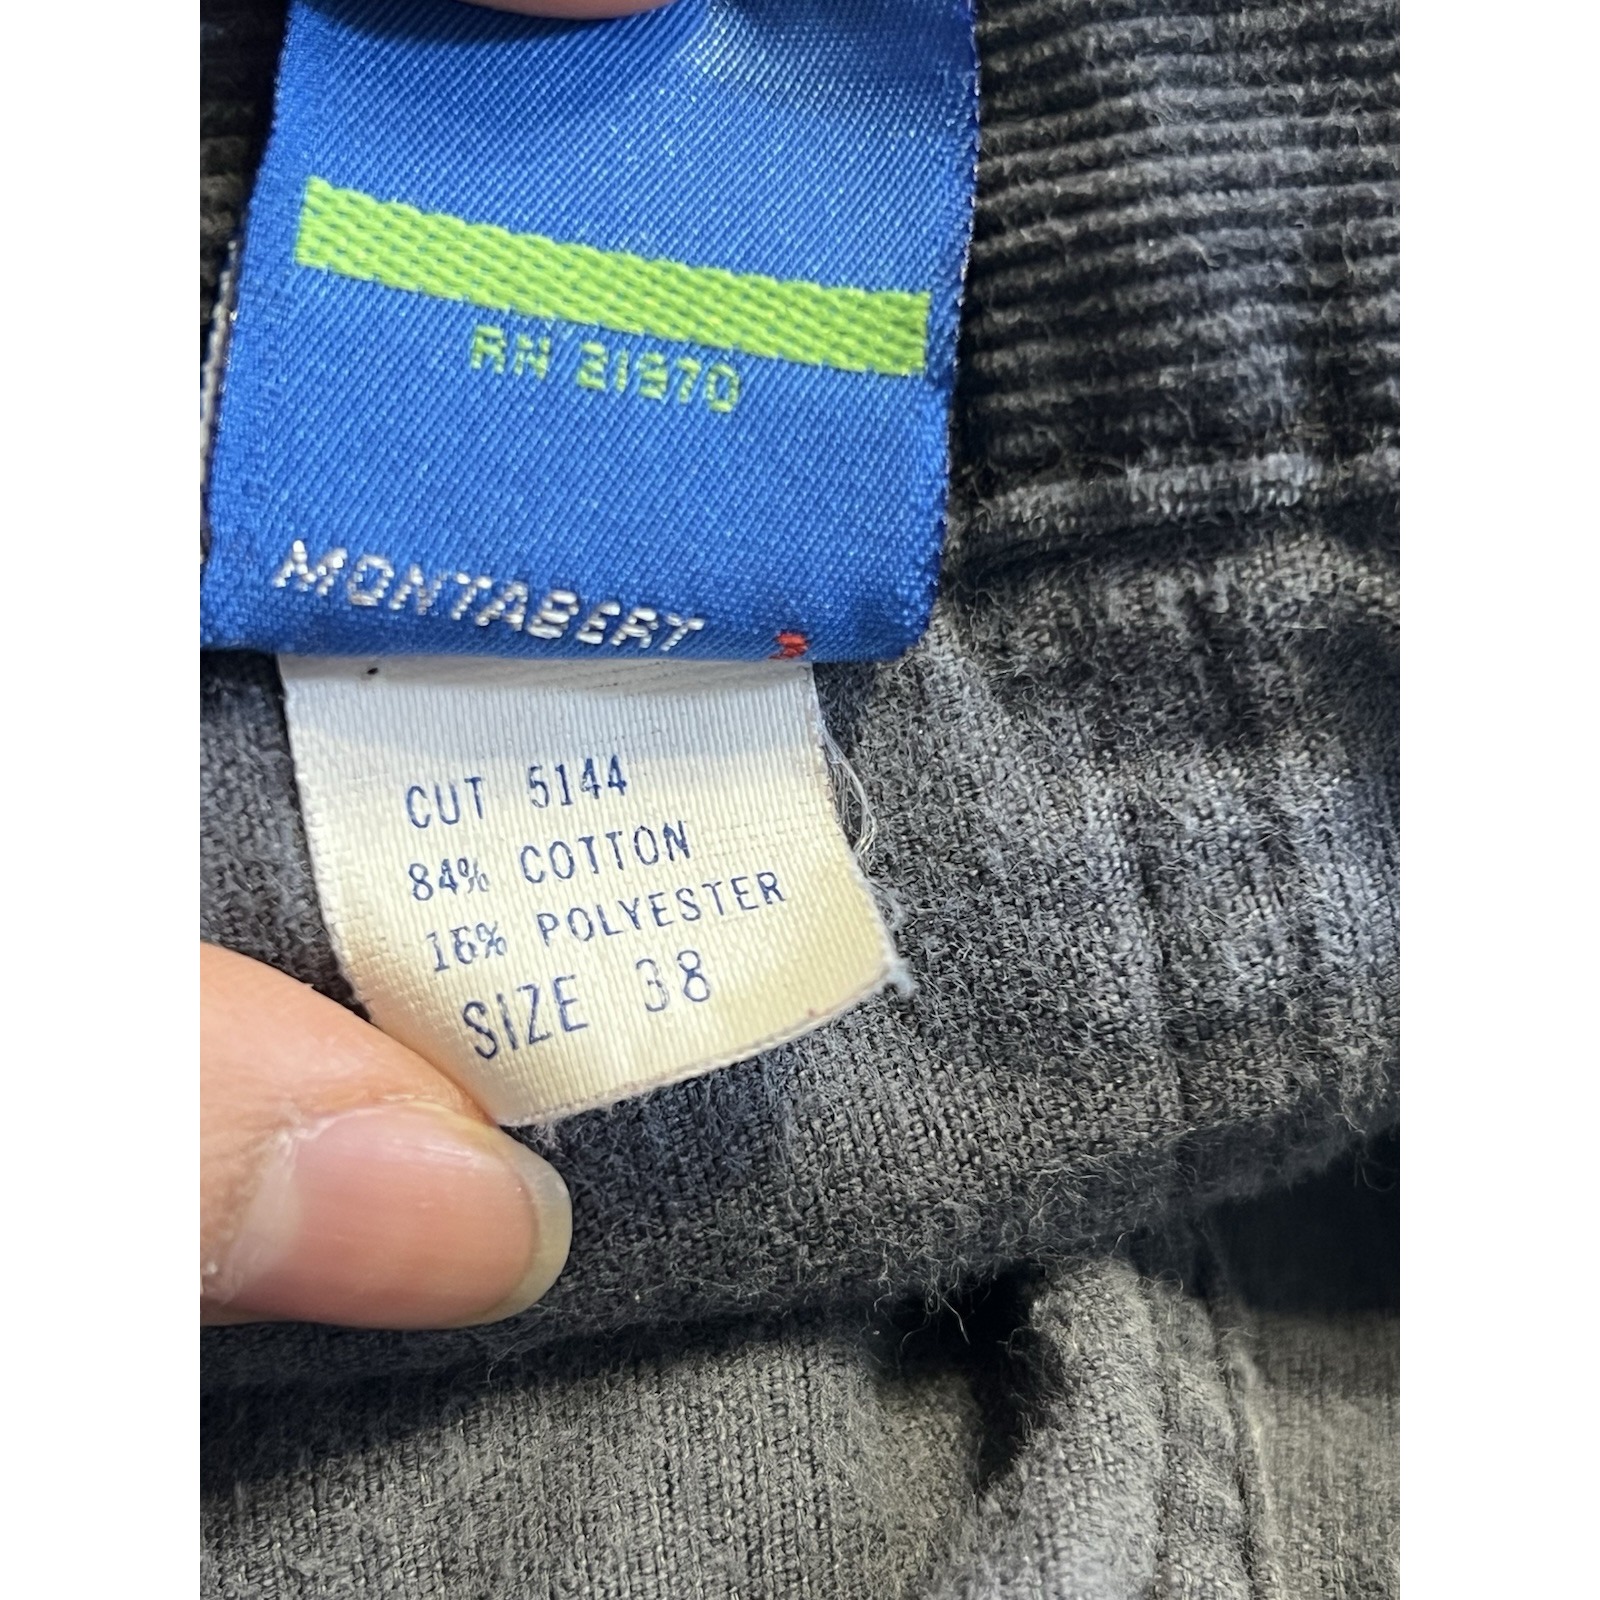 RN 21970
MONTABERT
CUT 5144
84% COTTON
16% POLYESTER
SIZE 38